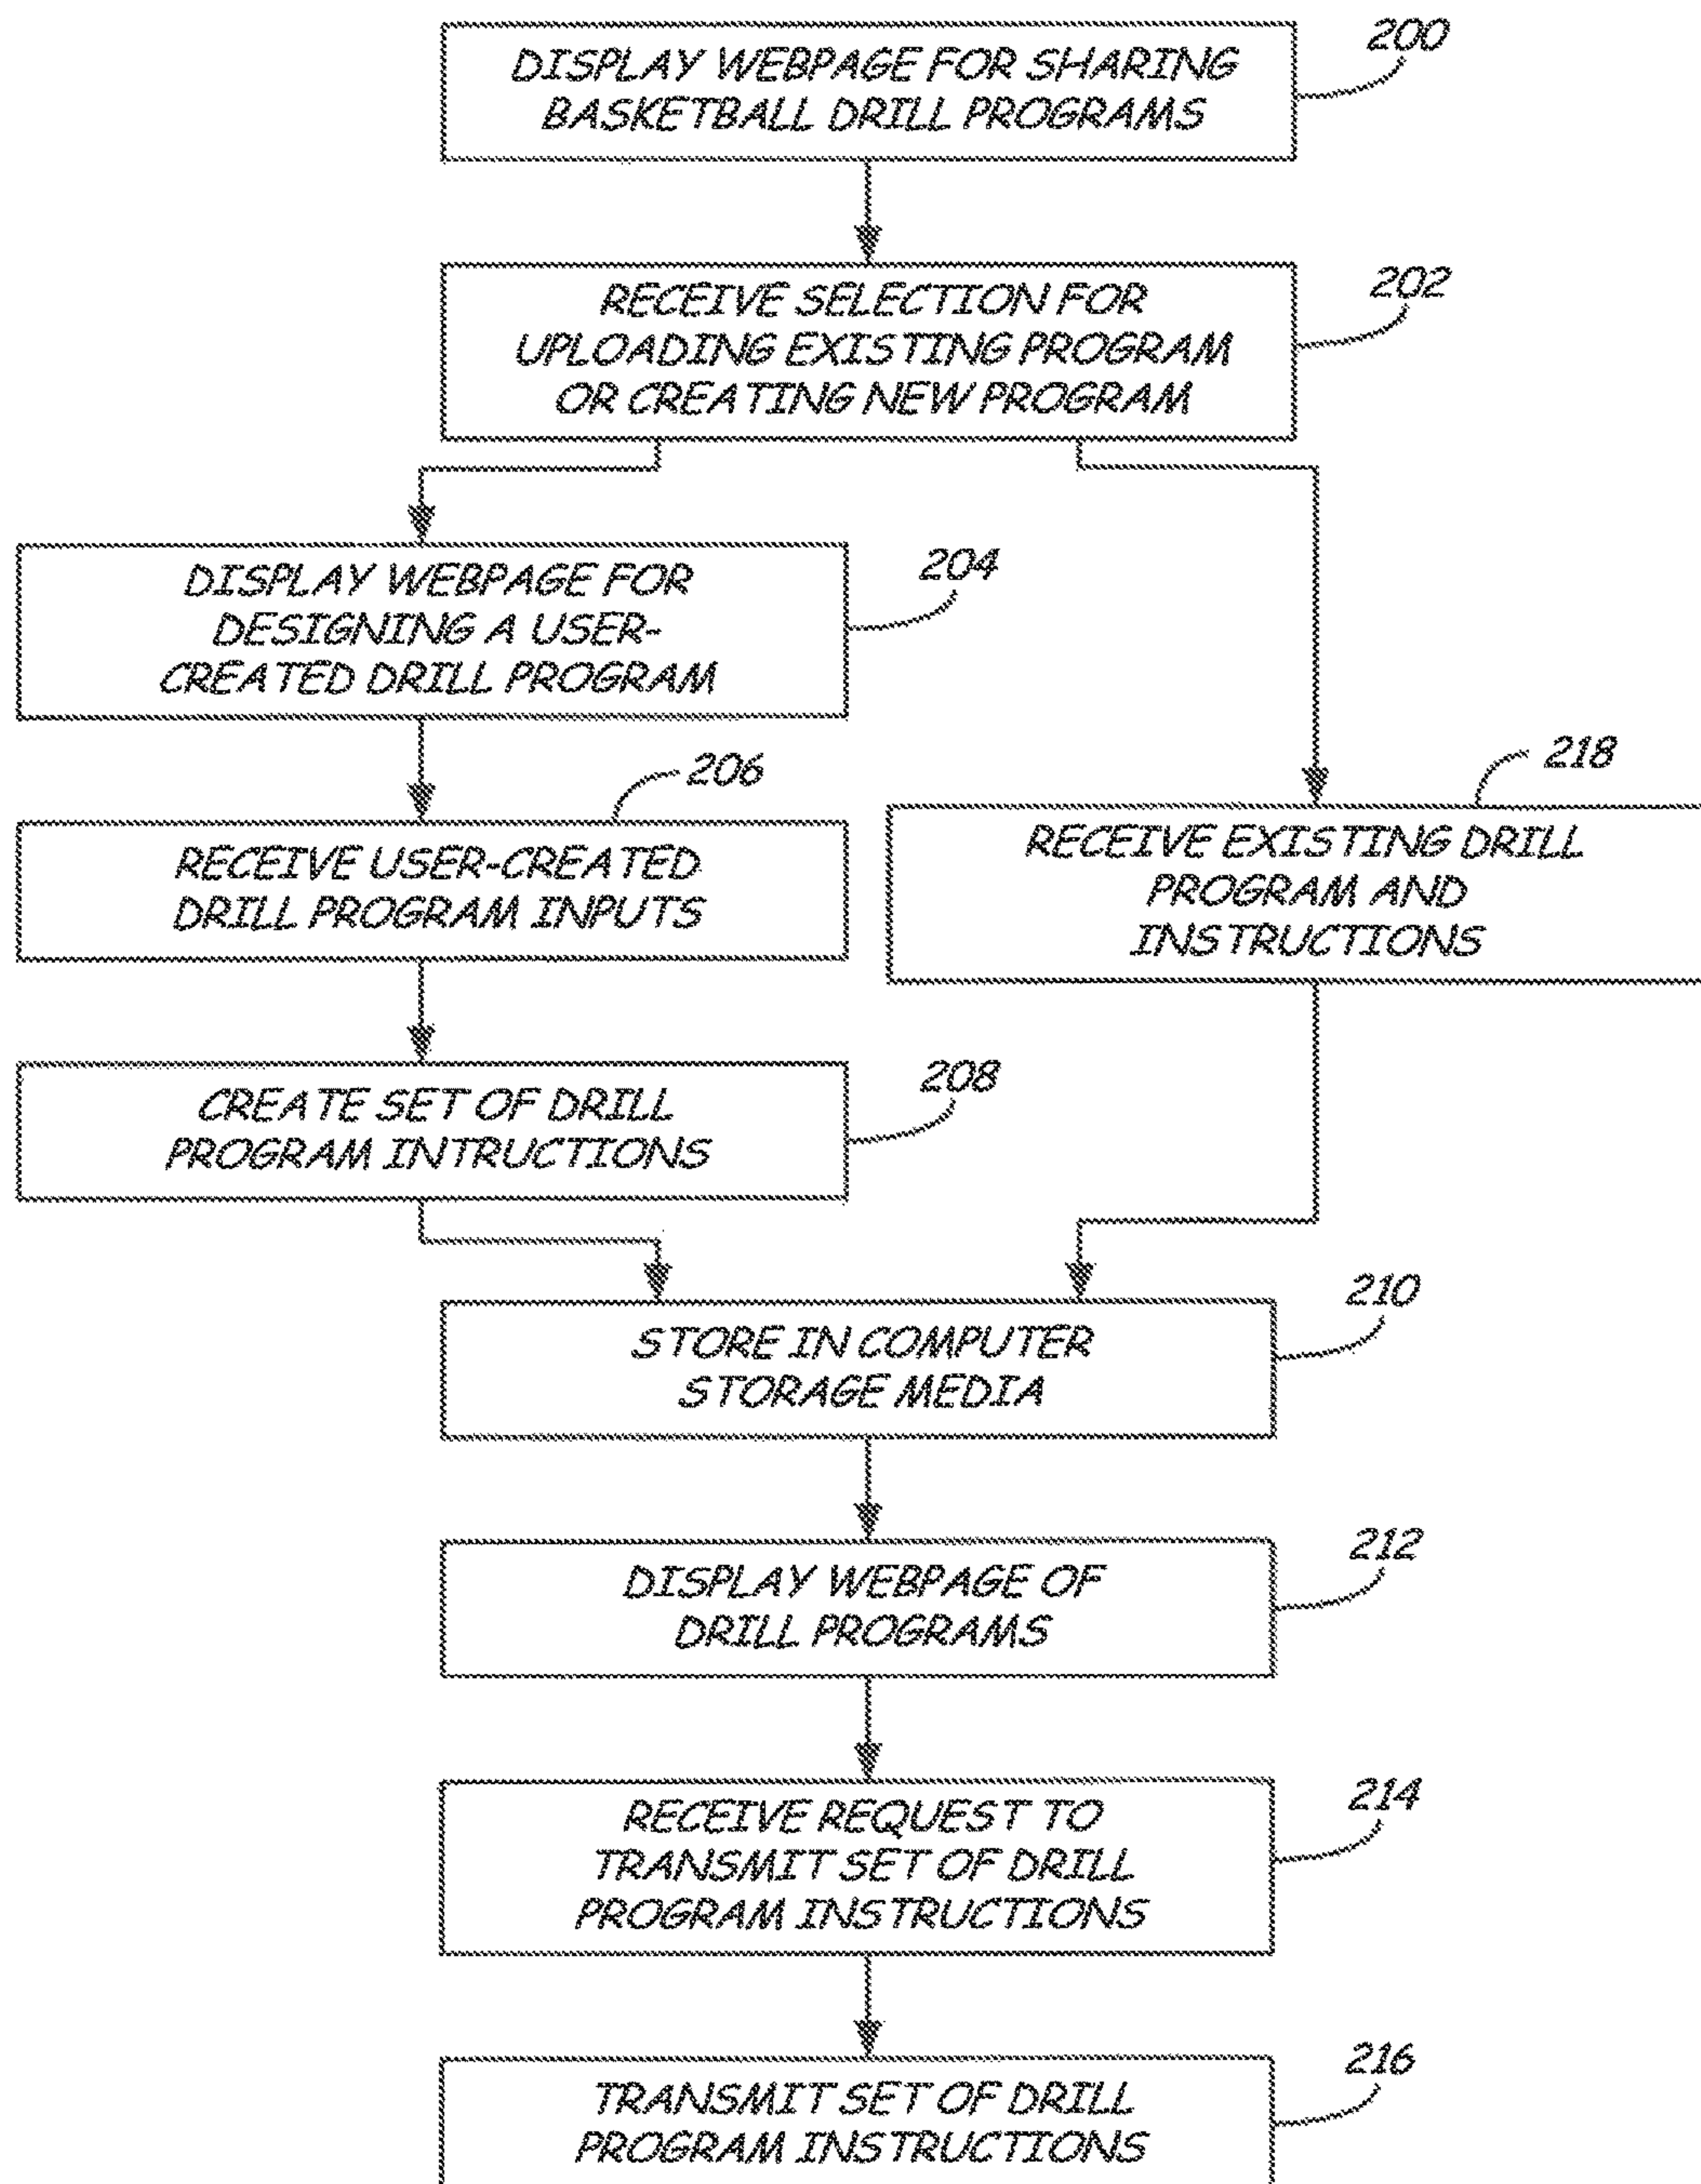 200
DISPLAY WEBPAGE FOR SHARING
BASKETBALL DRILL PROGRAMS
202
RECEIVE SELECTION FOR
UPLOADING EXISTING PROGRAM
OR CREATING NEW PROGRAM
204
DISPLAY WEBPAGE FOR
DESIGNING A USER-
CREATED DRILL PROGRAM
206
RECEIVE USER-CREATED
DRILL PROGRAM INPUTS
218
RECEIVE EXISTING DRILL
PROGRAM AND
INSTRUCTIONS
208
CREATE SET OF DRILL
PROGRAM INTRUCTIONS
210
STORE IN COMPUTER
STORAGE MEDIA
212
DISPLAY WEBPAGE OF
DRILL PROGRAMS
214
RECEIVE REQUEST TO
TRANSMIT SET OF DRILL
PROGRAM INSTRUCTIONS
216
TRANSMIT SET OF DRILL
PROGRAM INSTRUCTIONS